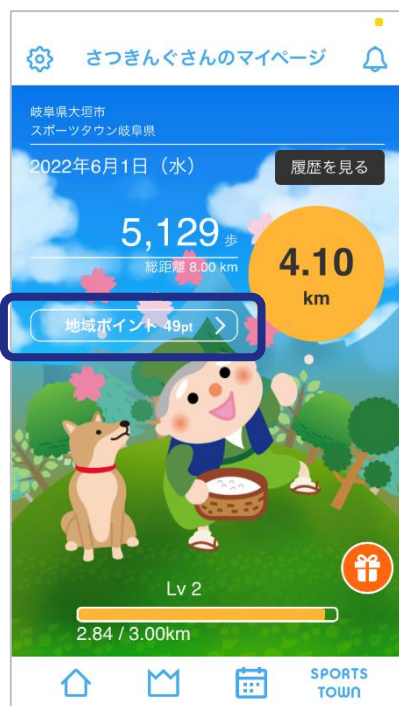 さつきんぐさんのマイページ
岐阜県大垣市
スポーツタウン岐阜県
2022年6月1日（水）
履歴を見る
5,129 歩
総距離 8.00 km
4.10
km
地域ポイント 49pt
Lv 2
2.84 / 3.00km
SPORTS
TOWN